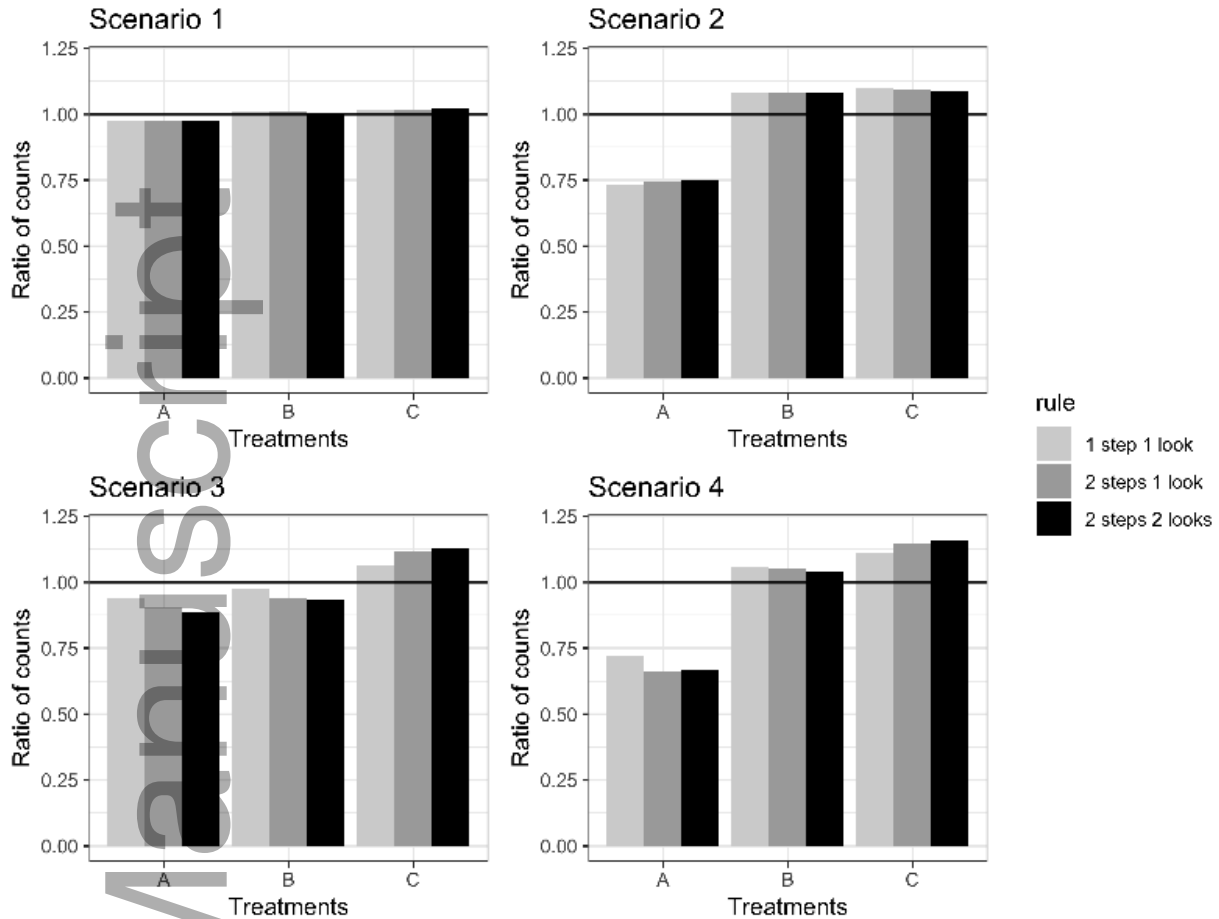 Scenario 1
Ratio of counts
1.25
1.00
0.75
0.50
0.25
0.00
A
B
C
Treatments
Scenario 2
Ratio of counts
1.25
1.00
0.75
0.50
0.25
0.00
A
B
C
Treatments
Scenario 3
Ratio of counts
1.25
1.00
0.75
0.50
0.25
0.00
A
B
C
Treatments
Scenario 4
Ratio of counts
1.25
1.00
0.75
0.50
0.25
0.00
A
B
C
Treatments
rule
1 step 1 look
2 steps 1 look
2 steps 2 looks
Manuscript